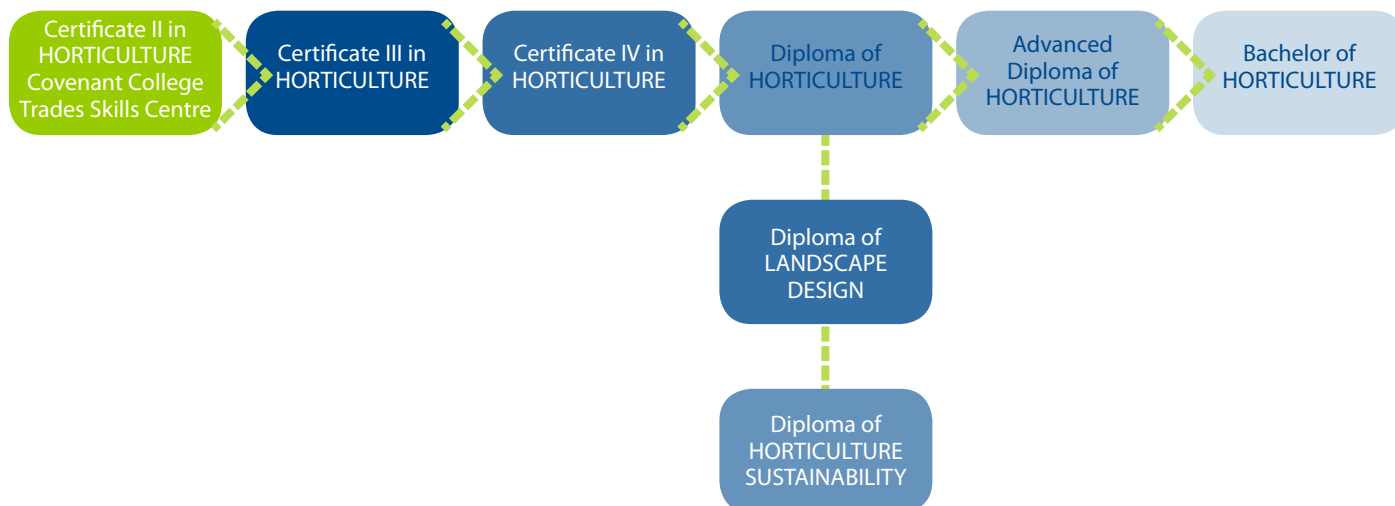 Certificate II in
HORTICULTURE
Covenant College
Trades Skills Centre
Certificate III in
HORTICULTURE
Certificate IV in
HORTICULTURE
Diploma of
HORTICULTURE
Advanced
Diploma of
HORTICULTURE
Bachelor of
HORTICULTURE
Diploma of
LANDSCAPE
DESIGN
Diploma of
HORTICULTURE
SUSTAINABILITY